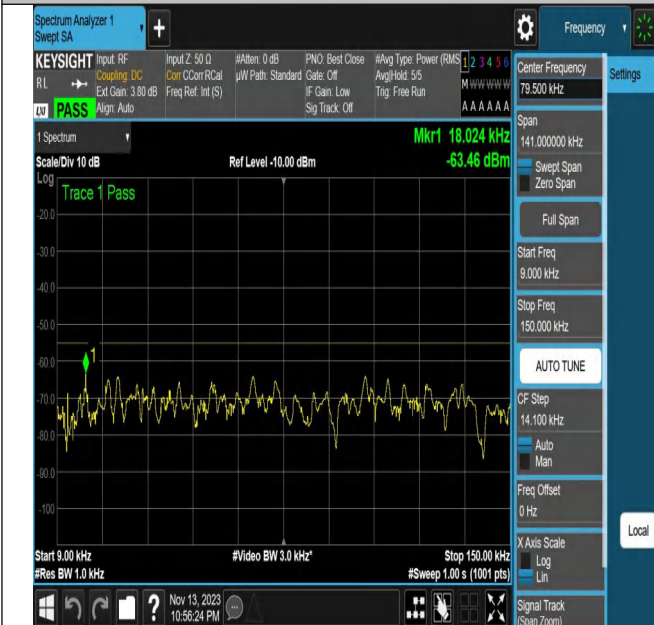 Spectrum Analyzer 1
Swept SA
+
Frequency
KEYSIGHT
RL
LXI PASS
Input: RF
Coupling: DC
Ext Gain: 3.80 dB
Align: Auto
Input Z: 50 Ω
Corr CCorr RCal
Freq Ref: Int (S)
#Atten: 0 dB
µW Path: Standard
PNO: Best Close
Gate: Off
IF Gain: Low
Sig Track: Off
#Avg Type: Power (RMS
Avg|Hold: 5/5
Trig: Free Run
1 2 3 4 5 6
M W W W W W
A A A A A A
Center Frequency
79.500 kHz
Settings
Span
141.000000 kHz
Swept Span
Zero Span
Full Span
Start Freq
9.000 kHz
Stop Freq
150.000 kHz
AUTO TUNE
CF Step
14.100 kHz
Auto
Man
Freq Offset
0 Hz
X Axis Scale
Log
Lin
Local
Signal Track
(Span Zoom)
1 Spectrum
Mkr1 18.024 kHz
Scale/Div 10 dB
Ref Level -10.00 dBm
-63.46 dBm
Log
Trace 1 Pass
-20.0
-30.0
-40.0
-50.0
-60.0
1
-70.0
-80.0
-90.0
-100
Start 9.00 kHz
#Video BW 3.0 kHz*
Stop 150.00 kHz
#Res BW 1.0 kHz
#Sweep 1.00 s (1001 pts)
?
Nov 13, 2023
10:56:24 PM